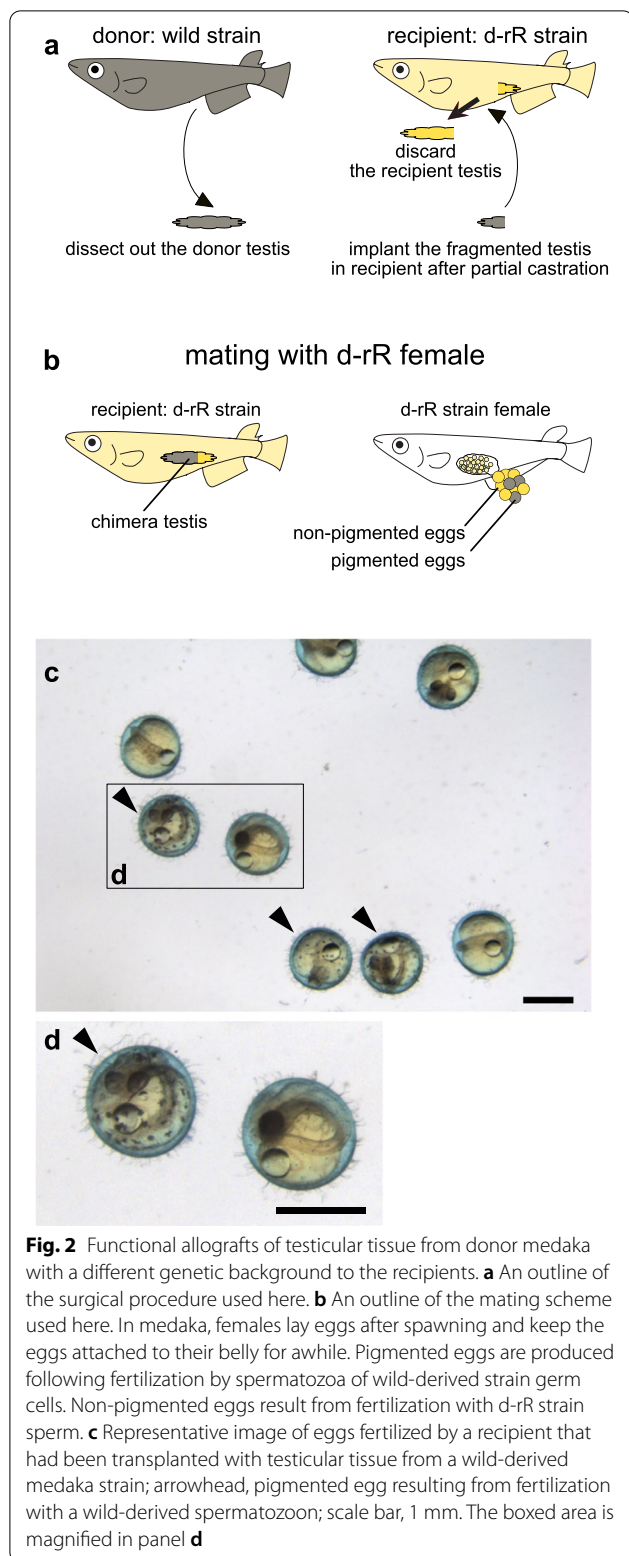 a
donor: wild strain
recipient: d-rR strain
discard
the recipient testis
dissect out the donor testis
implant the fragmented testis
in recipient after partial castration
b
mating with d-rR female
recipient: d-rR strain
d-rR strain female
chimera testis
non-pigmented eggs
pigmented eggs
c
d
d
Fig. 2 Functional allografts of testicular tissue from donor medaka
with a different genetic background to the recipients. a An outline of
the surgical procedure used here. b An outline of the mating scheme
used here. In medaka, females lay eggs after spawning and keep the
eggs attached to their belly for awhile. Pigmented eggs are produced
following fertilization by spermatozoa of wild-derived strain germ
cells. Non-pigmented eggs result from fertilization with d-rR strain
sperm. c Representative image of eggs fertilized by a recipient that
had been transplanted with testicular tissue from a wild-derived
medaka strain; arrowhead, pigmented egg resulting from fertilization
with a wild-derived spermatozoon; scale bar, 1 mm. The boxed area is
magnified in panel d